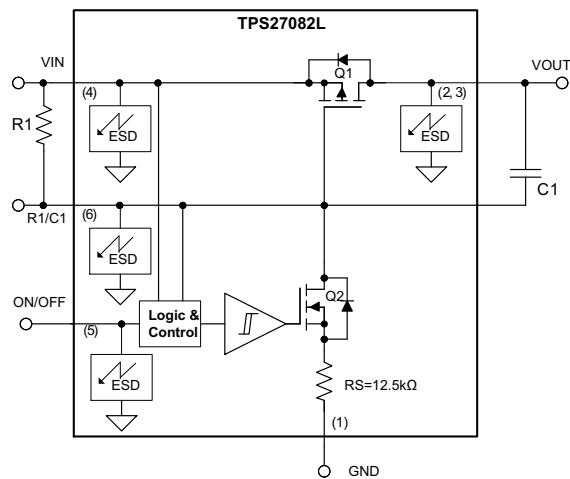 TPS27082L
VIN
Q1
VOUT
(4)
(2, 3)
R1
ESD
ESD
C1
R1/C1
(6)
ESD
ON/OFF
Q2
Logic &
Control
(5)
ESD
RS=12.5kΩ
(1)
GND